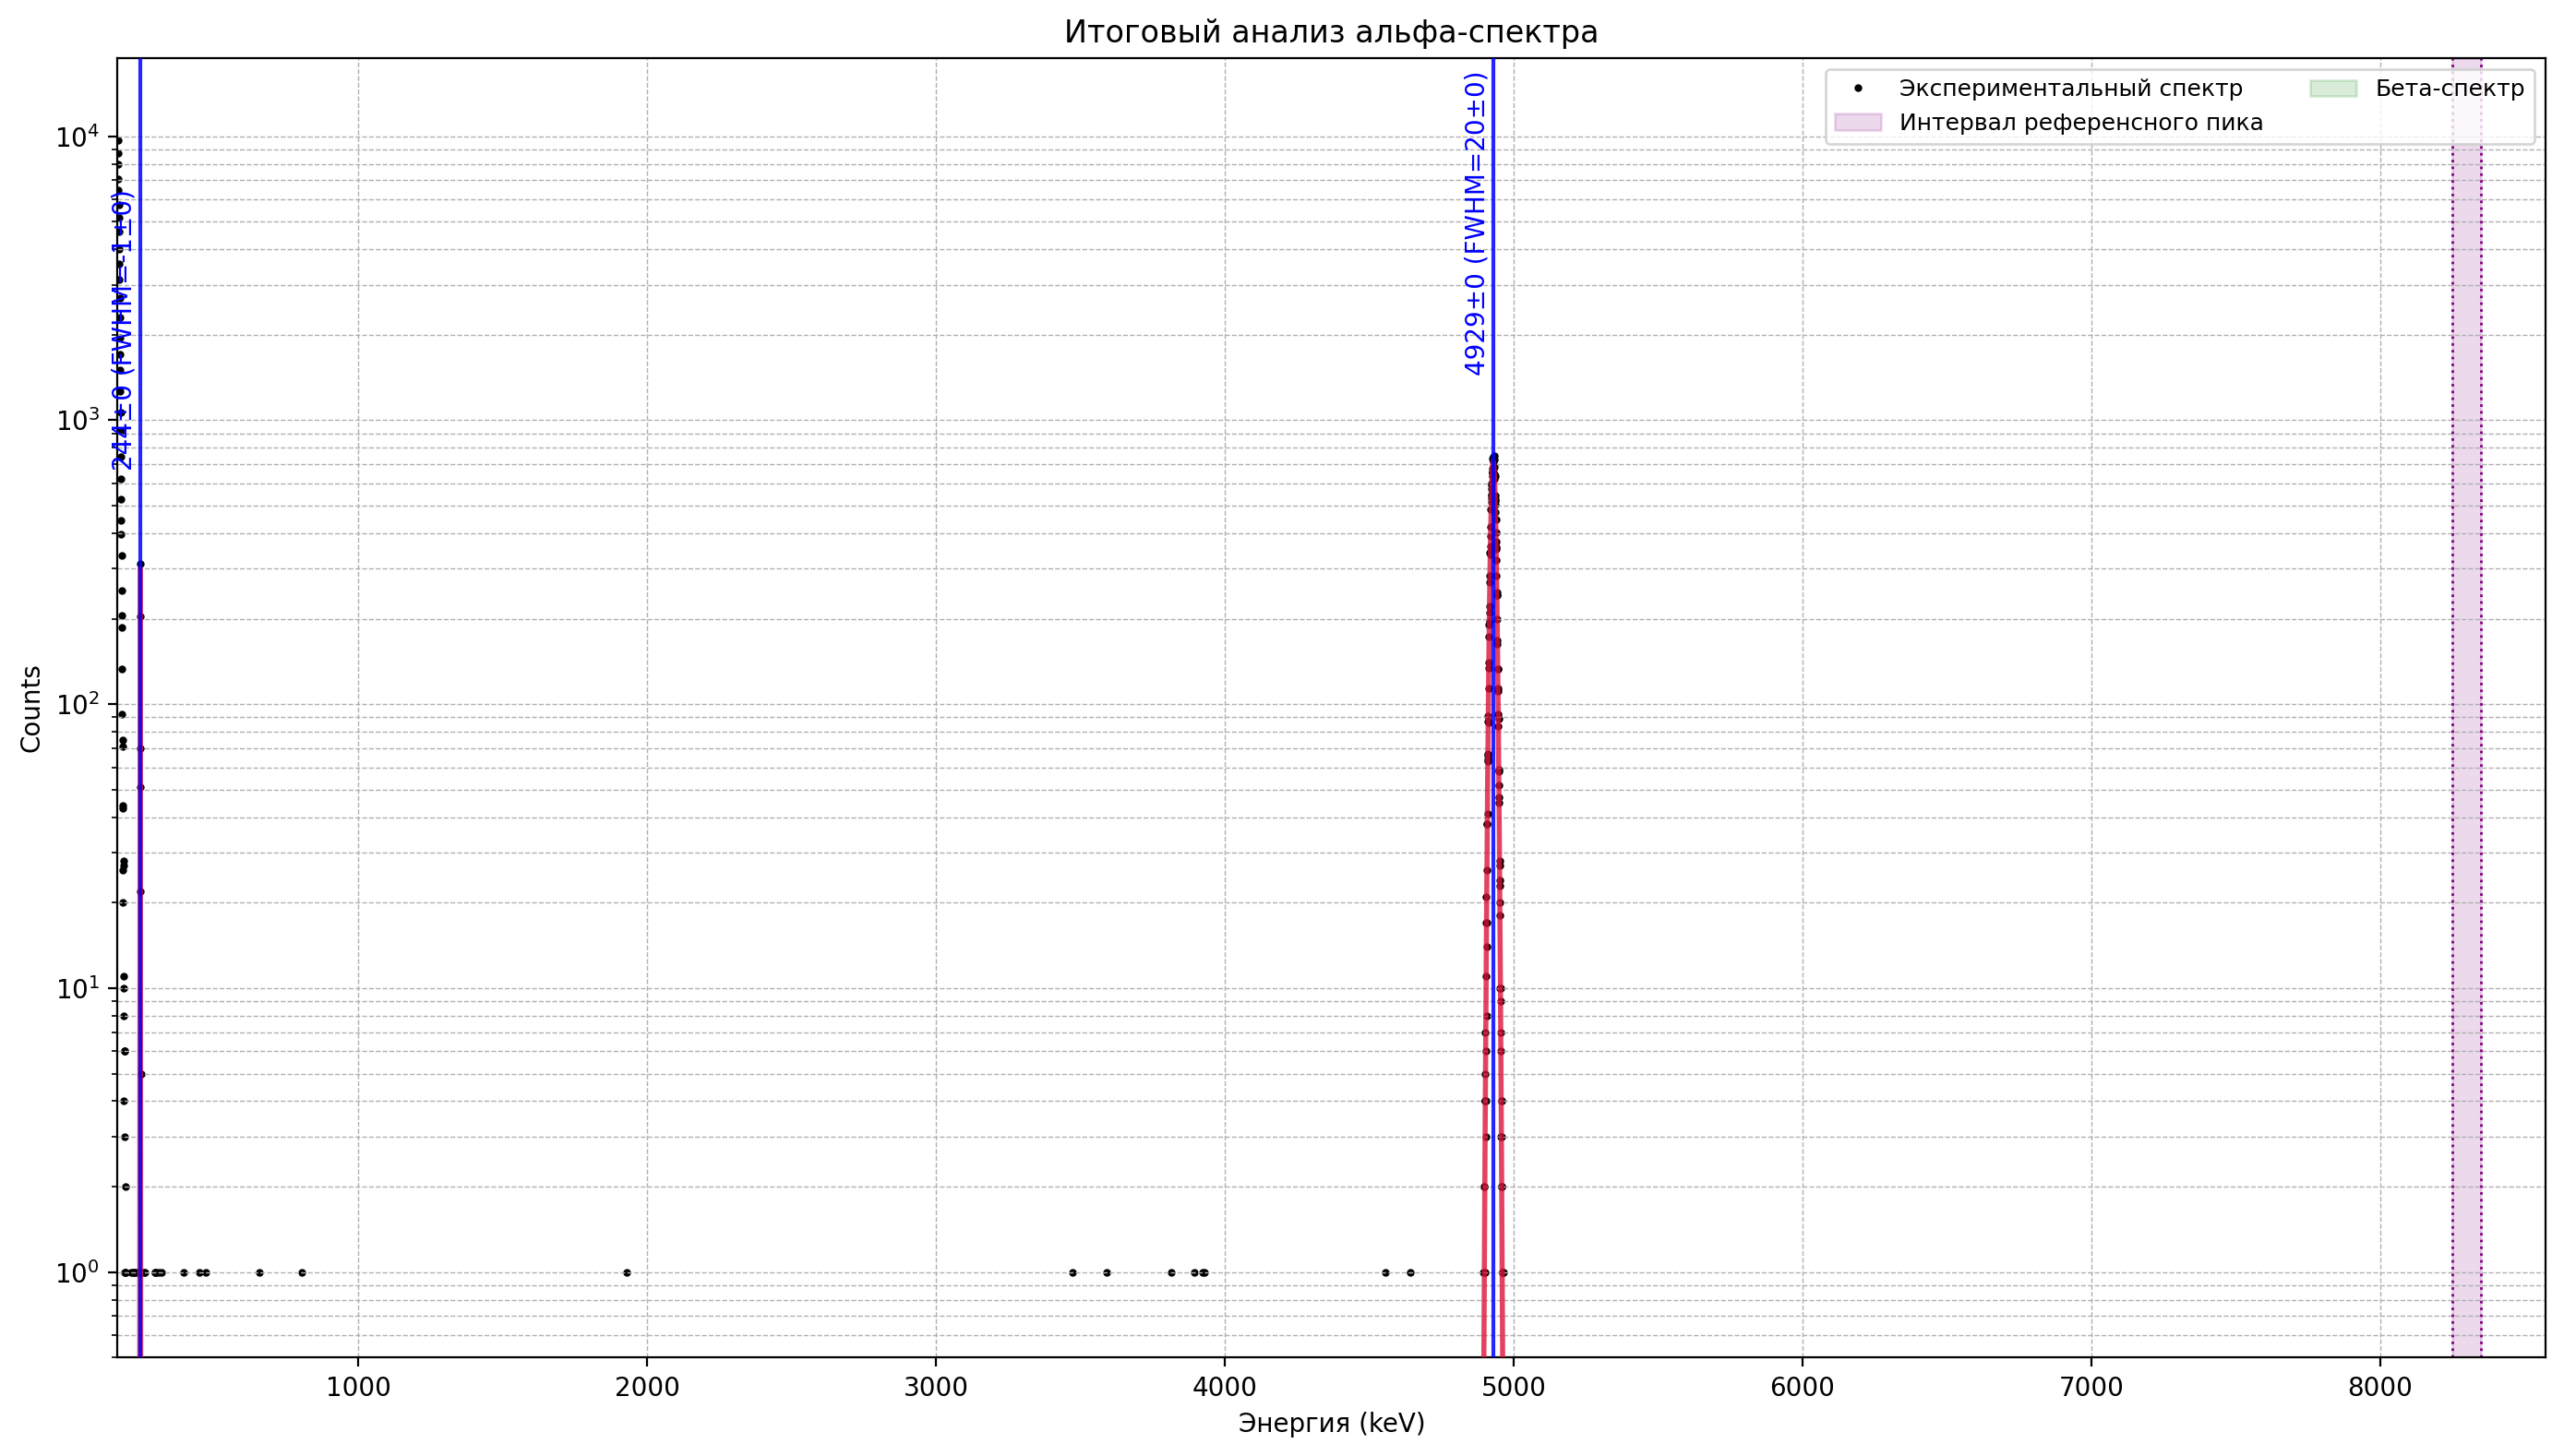 Итоговый анализ альфа-спектра
Экспериментальный спектр
Интервал референсного пика
Бета-спектр
244±0 (FWHM=-1±0)
4929±0 (FWHM=20±0)
Counts
10⁴
10³
10²
10¹
10⁰
1000 2000 3000 4000 5000 6000 7000 8000
Энергия (keV)